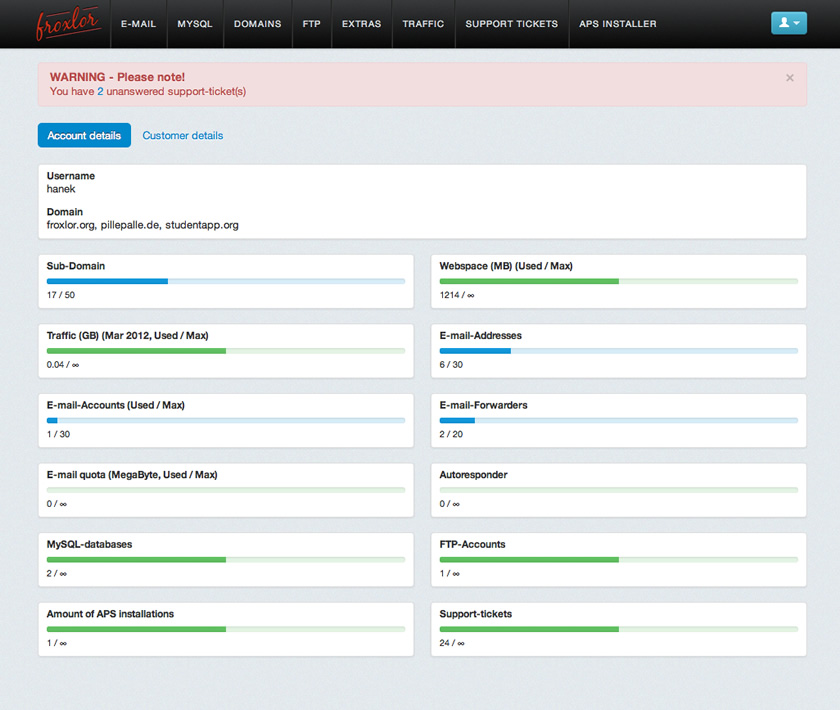 froxlor
E-MAIL
MYSQL
DOMAINS
FTP
EXTRAS
TRAFFIC
SUPPORT TICKETS
APS INSTALLER
WARNING - Please note!
×
You have 2 unanswered support-ticket(s)
Account details
Customer details
Username
hanek
Domain
froxlor.org, pillepalle.de, studentapp.org
Sub-Domain
17 / 50
Webspace (MB) (Used / Max)
1214 / ∞
Traffic (GB) (Mar 2012, Used / Max)
0.04 / ∞
E-mail-Addresses
6 / 30
E-mail-Accounts (Used / Max)
1 / 30
E-mail-Forwarders
2 / 20
E-mail quota (MegaByte, Used / Max)
0 / ∞
Autoresponder
0 / ∞
MySQL-databases
2 / ∞
FTP-Accounts
1 / ∞
Amount of APS installations
1 / ∞
Support-tickets
24 / ∞